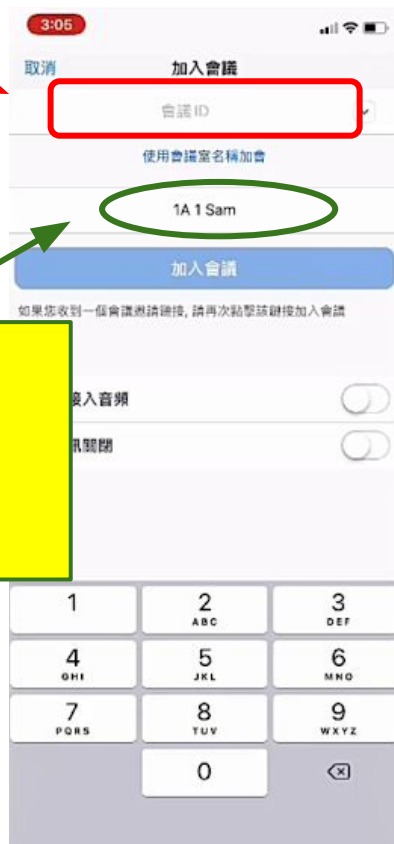 3:05
取消 加入會議
會議ID
使用會議室名稱加會
1A 1 Sam
加入會議
如果您收到一個會議邀請鏈接, 請再次點擊該鏈接加入會議
接入音頻
訊關閉
1 2 3
ABC DEF
4 5 6
GHI JKL MNO
7 8 9
PQRS TUV WXYZ
0